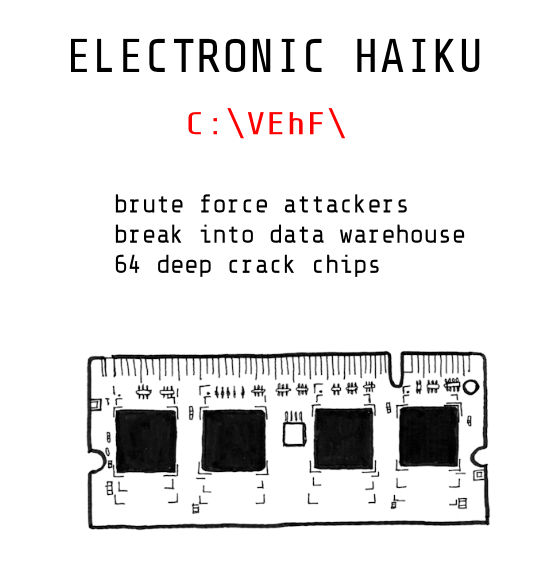 ELECTRONIC HAIKU
C:\VEhF\
brute force attackers
break into data warehouse
64 deep crack chips